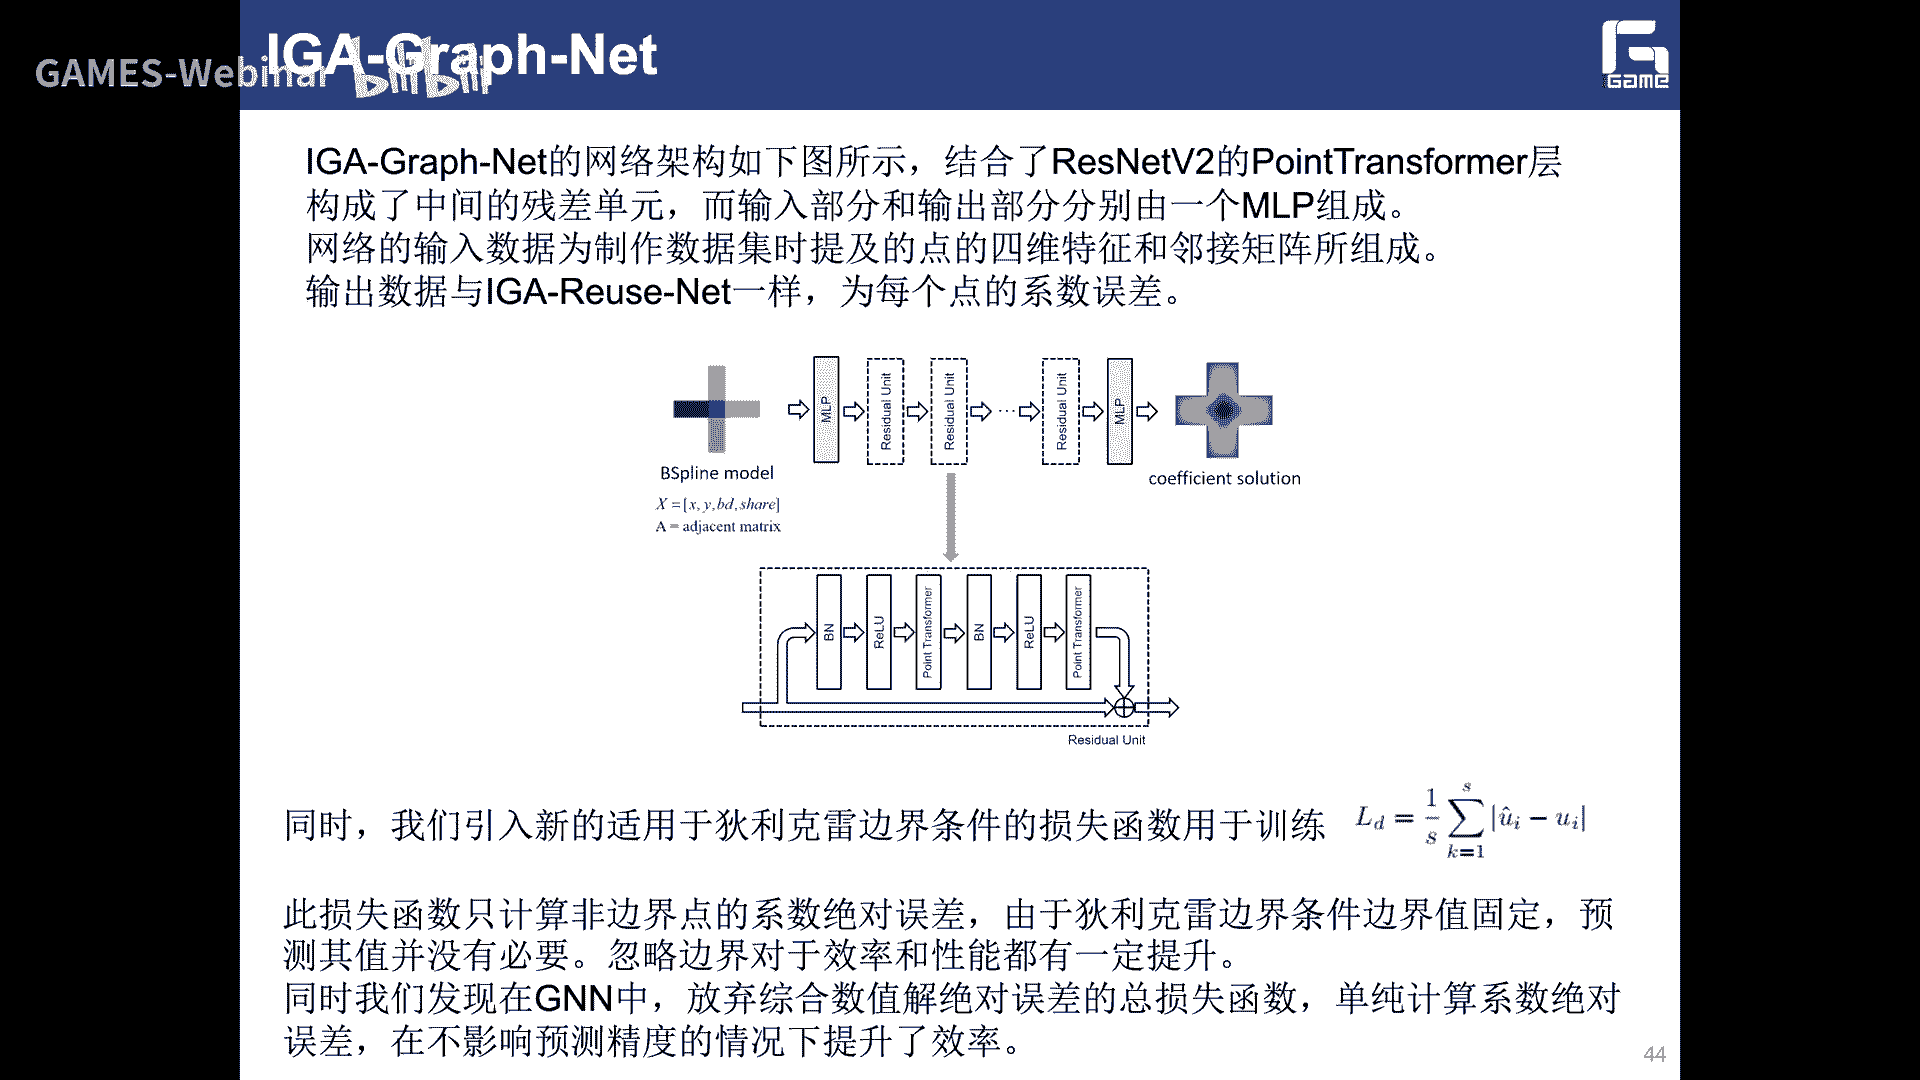 GAMES-Webinar bilibili
IGA-Graph-Net
GAME
IGA-Graph-Net的网络架构如下图所示，结合了ResNetV2的PointTransformer层
构成了中间的残差单元，而输入部分和输出部分分别由一个MLP组成。
网络的输入数据为制作数据集时提及的点的四维特征和邻接矩阵所组成。
输出数据与IGA-Reuse-Net一样，为每个点的系数误差。
MLP
Residual Unit
Residual Unit
...
Residual Unit
MLP
BSpline model
X = [x, y, bd, share]
A = adjacent matrix
coefficient solution
BN
ReLU
Point Transformer
BN
ReLU
Point Transformer
Residual Unit
同时，我们引入新的适用于狄利克雷边界条件的损失函数用于训练 L_d = \frac{1}{s} \sum_{k=1}^{s} |\hat{u}_i - u_i|
此损失函数只计算非边界点的系数绝对误差，由于狄利克雷边界条件边界值固定，预
测其值并没有必要。忽略边界对于效率和性能都有一定提升。
同时我们发现在GNN中，放弃综合数值解绝对误差的总损失函数，单纯计算系数绝对
误差，在不影响预测精度的情况下提升了效率。
44